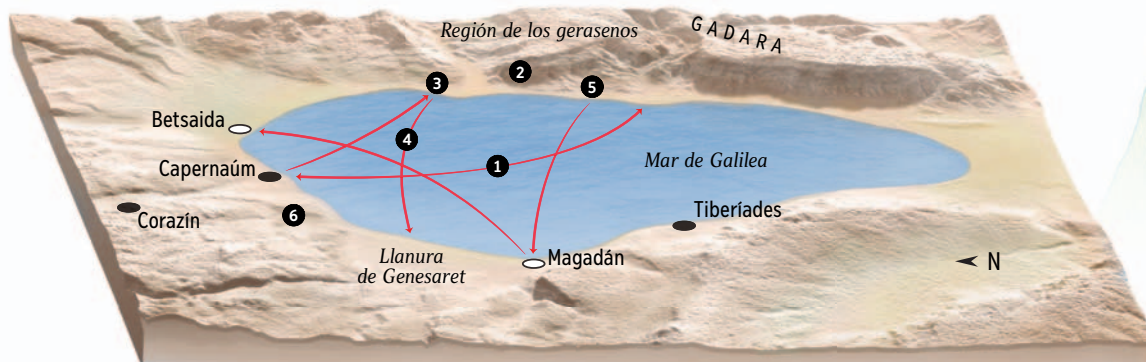 Región de los gerasenos
GADARA
3
2
5
Betsaida
4
1
Mar de Galilea
Capernaúm
6
Corazín
Tiberíades
Llanura
de Genesaret
Magadán
N